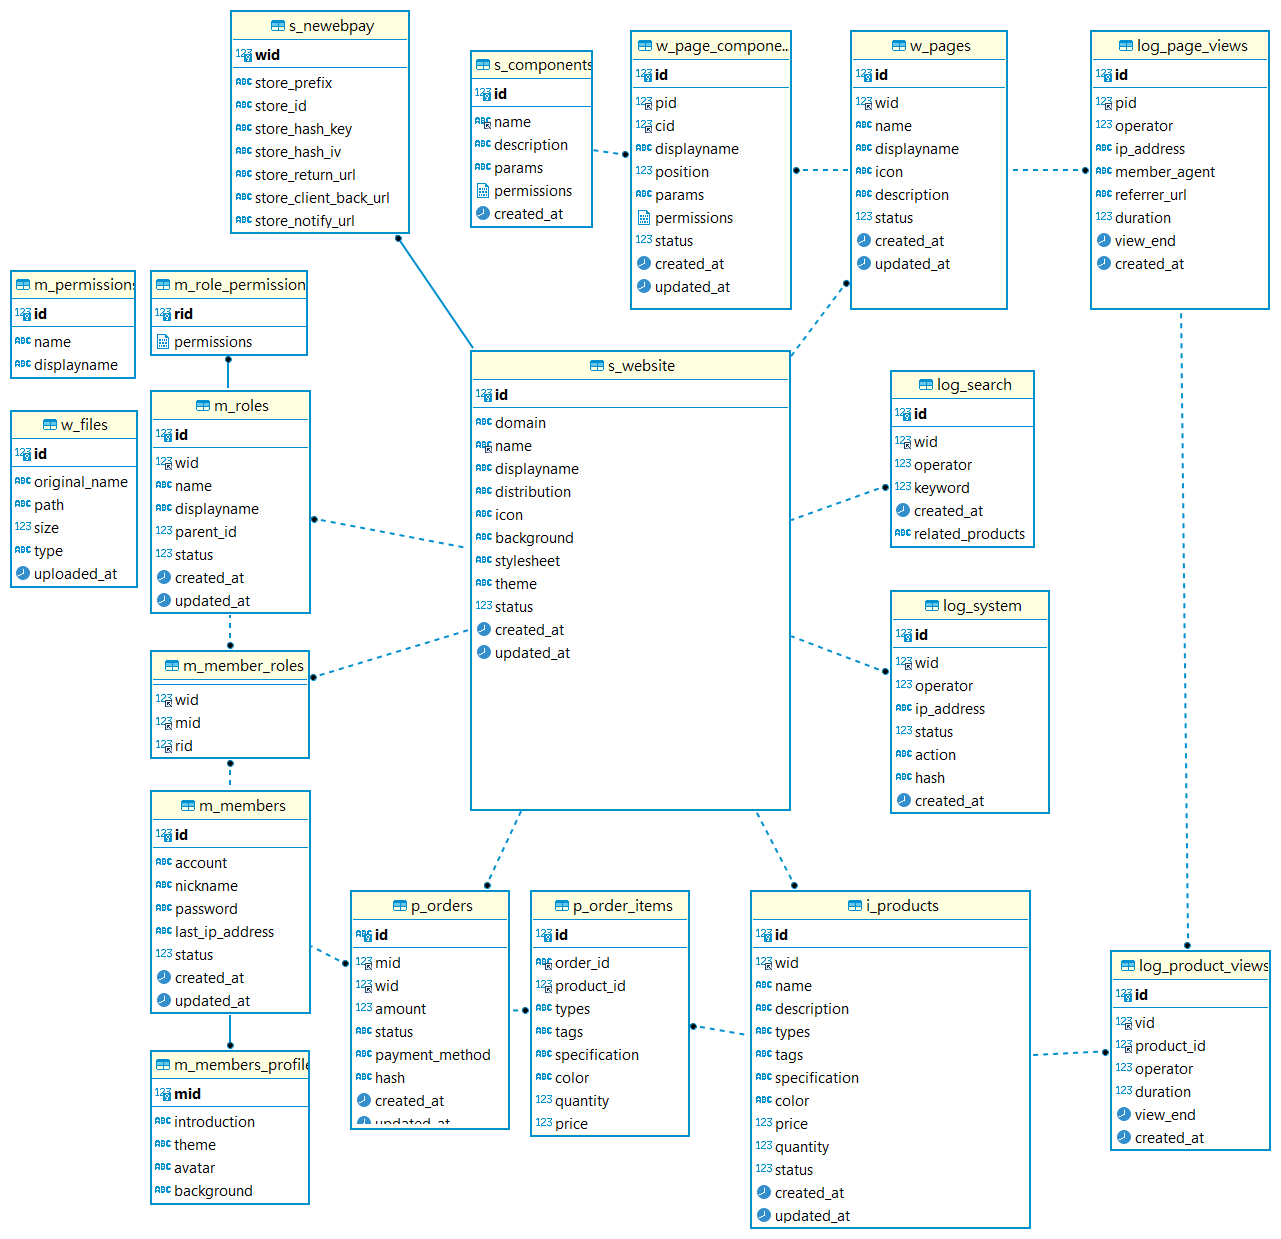 s_newebpay
wid
store_prefix
store_id
store_hash_key
store_hash_iv
store_return_url
store_client_back_url
store_notify_url
s_components
id
name
description
params
permissions
created_at
w_page_compone..
id
pid
cid
displayname
position
params
permissions
status
created_at
updated_at
w_pages
id
wid
name
displayname
icon
description
status
created_at
updated_at
log_page_views
id
pid
operator
ip_address
member_agent
referrer_url
duration
view_end
created_at
m_permissions
id
name
displayname
m_role_permission
rid
permissions
w_files
id
original_name
path
size
type
uploaded_at
m_roles
id
wid
name
displayname
parent_id
status
created_at
updated_at
s_website
id
domain
name
displayname
distribution
icon
background
stylesheet
theme
status
created_at
updated_at
log_search
id
wid
operator
keyword
created_at
related_products
log_system
id
wid
operator
ip_address
status
action
hash
created_at
m_member_roles
wid
mid
rid
m_members
id
account
nickname
password
last_ip_address
status
created_at
updated_at
m_members_profile
mid
introduction
theme
avatar
background
p_orders
id
mid
wid
amount
status
payment_method
hash
created_at
updated_at
p_order_items
id
order_id
product_id
types
tags
specification
color
quantity
price
i_products
id
wid
name
description
types
tags
specification
color
price
quantity
status
created_at
updated_at
log_product_views
id
vid
product_id
operator
duration
view_end
created_at